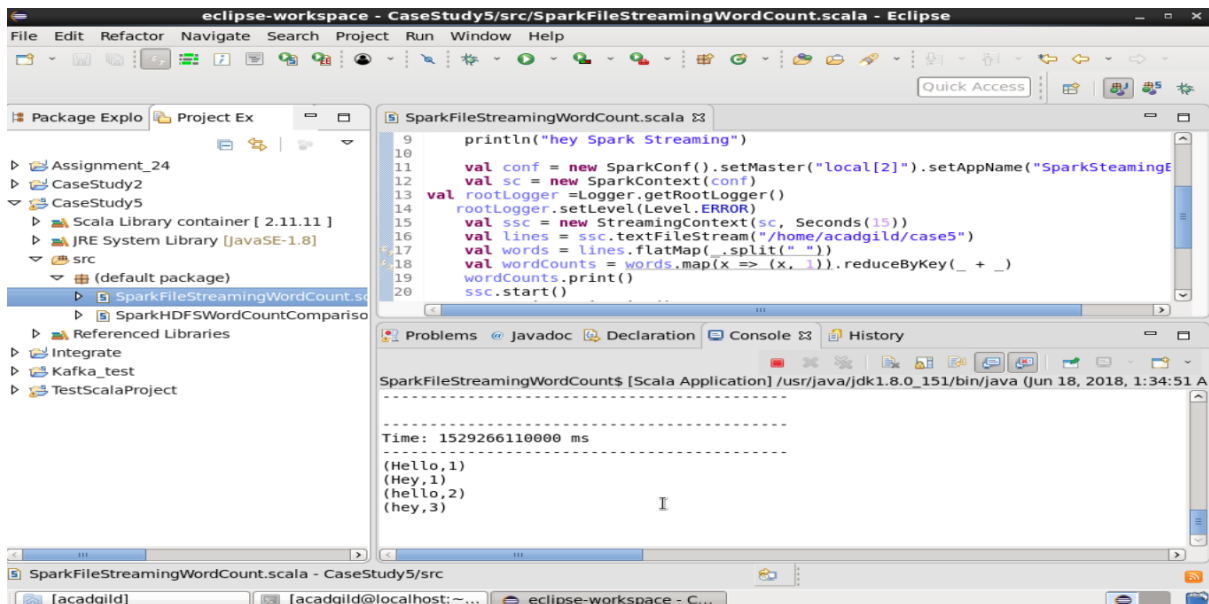 eclipse-workspace - CaseStudy5/src/SparkFileStreamingWordCount.scala - Eclipse
File Edit Refactor Navigate Search Project Run Window Help
Quick Access
Package Explo Project Ex
Assignment_24
CaseStudy2
CaseStudy5
Scala Library container [ 2.11.11 ]
JRE System Library [JavaSE-1.8]
src
(default package)
SparkFileStreamingWordCount.sc
SparkHDFSWordCountCompariso
Referenced Libraries
Integrate
Kafka_test
TestScalaProject
SparkFileStreamingWordCount.scala
9 println("hey Spark Streaming")
10
11 val conf = new SparkConf().setMaster("local[2]").setAppName("SparkSteamingE
12 val sc = new SparkContext(conf)
13 val rootLogger =Logger.getRootLogger()
14 rootLogger.setLevel(Level.ERROR)
15 val ssc = new StreamingContext(sc, Seconds(15))
16 val lines = ssc.textFileStream("/home/acadgild/case5")
17 val words = lines.flatMap(_.split(" "))
18 val wordCounts = words.map(x => (x, 1)).reduceByKey(_ + _)
19 wordCounts.print()
20 ssc.start()
Problems @ Javadoc Declaration Console History
SparkFileStreamingWordCount$ [Scala Application] /usr/java/jdk1.8.0_151/bin/java (Jun 18, 2018, 1:34:51 A
-------------------------------------------
-------------------------------------------
Time: 1529266110000 ms
-------------------------------------------
(Hello,1)
(Hey,1)
(hello,2)
(hey,3)
SparkFileStreamingWordCount.scala - CaseStudy5/src
[acadgild]
[acadgild@localhost:~...
eclipse-workspace - C...